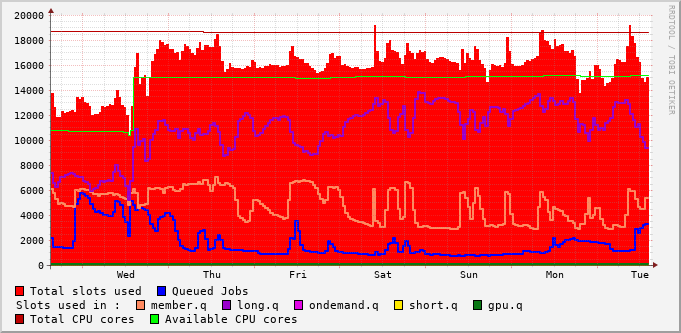 RRDTOOL / TOBI OETIKER
20000
18000
16000
14000
12000
10000
8000
6000
4000
2000
0
Wed Thu Fri Sat Sun Mon Tue
Total slots used Queued Jobs
Slots used in : member.q long.q ondemand.q short.q gpu.q
Total CPU cores Available CPU cores